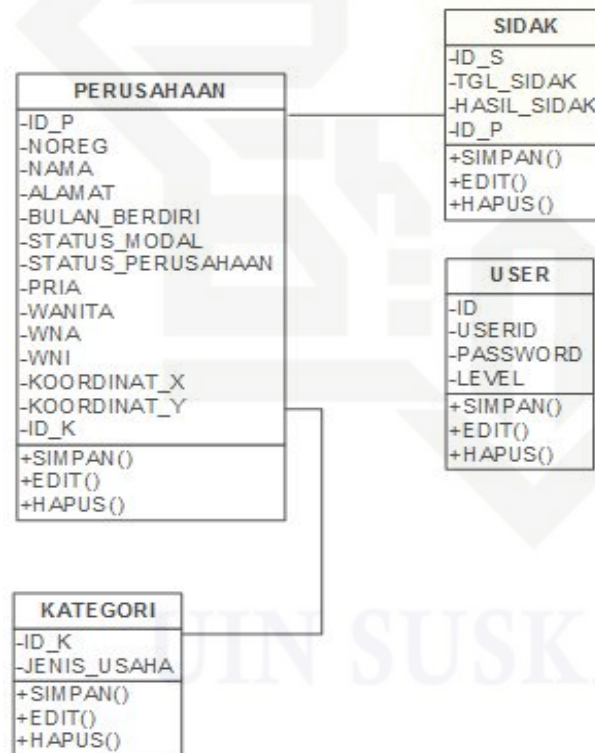 PERUSAHAAN
-ID_P
-NOREG
-NAMA
-ALAMAT
-BULAN_BERDIRI
-STATUS_MODAL
-STATUS_PERUSAHAAN
-PRIA
-WANITA
-WNA
-WNI
-KOORDINAT_X
-KOORDINAT_Y
-ID_K
+SIMPAN()
+EDIT()
+HAPUS()
SIDAK
-ID_S
-TGL_SIDAK
-HASIL_SIDAK
-ID_P
+SIMPAN()
+EDIT()
+HAPUS()
USER
-ID
-USERID
-PASSWORD
-LEVEL
+SIMPAN()
+EDIT()
+HAPUS()
KATEGORI
-ID_K
-JENIS_USAHA
+SIMPAN()
+EDIT()
+HAPUS()
UIN SUSK